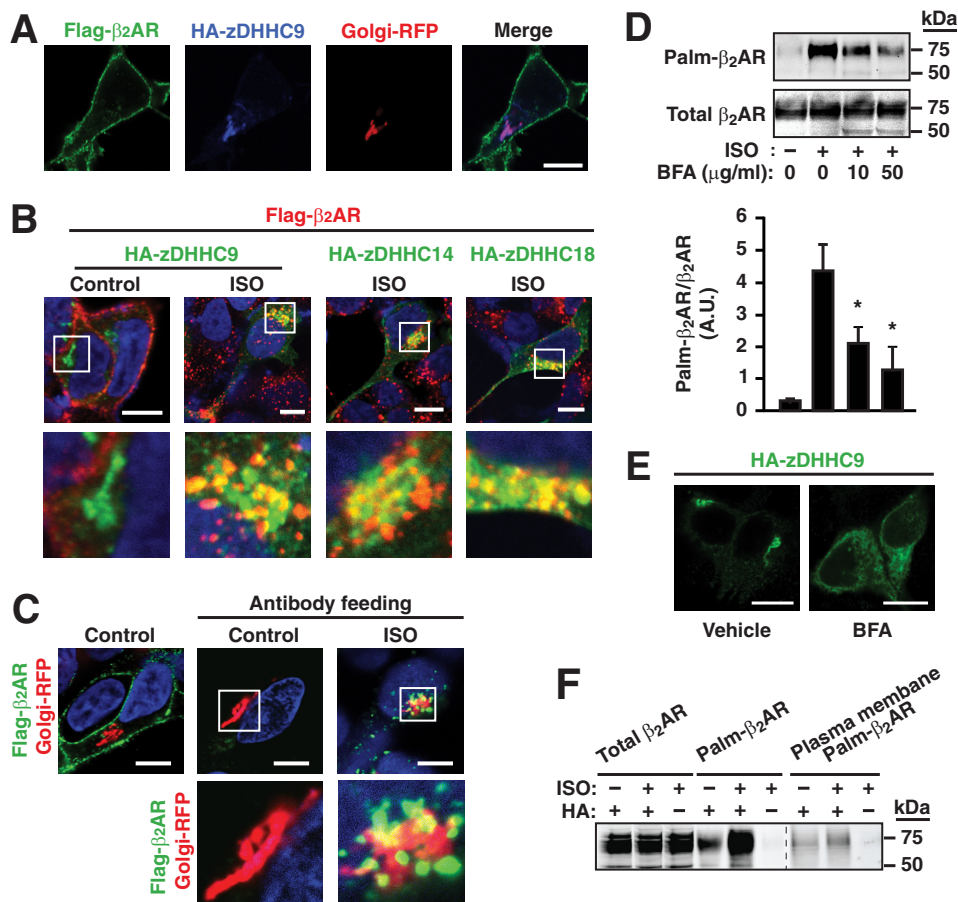 A
Flag-β2AR HA-zDHHC9 Golgi-RFP Merge
B
Flag-β2AR
HA-zDHHC9 HA-zDHHC14 HA-zDHHC18
Control ISO ISO ISO
C
Antibody feeding
Control Control ISO
Flag-β2AR
Golgi-RFP
Flag-β2AR
Golgi-RFP
D
kDa
Palm-β2AR 75
50
Total β2AR 75
50
ISO : − + + +
BFA (μg/ml): 0 0 10 50
Palm-β2AR/β2AR
(A.U.)
6
5
4
3
2
1
0
* *
E
HA-zDHHC9
Vehicle BFA
F
Total β2AR Palm-β2AR Plasma membane
Palm-β2AR
ISO: − + + − + + − + +
HA: + + − + + − + + − kDa
75
50